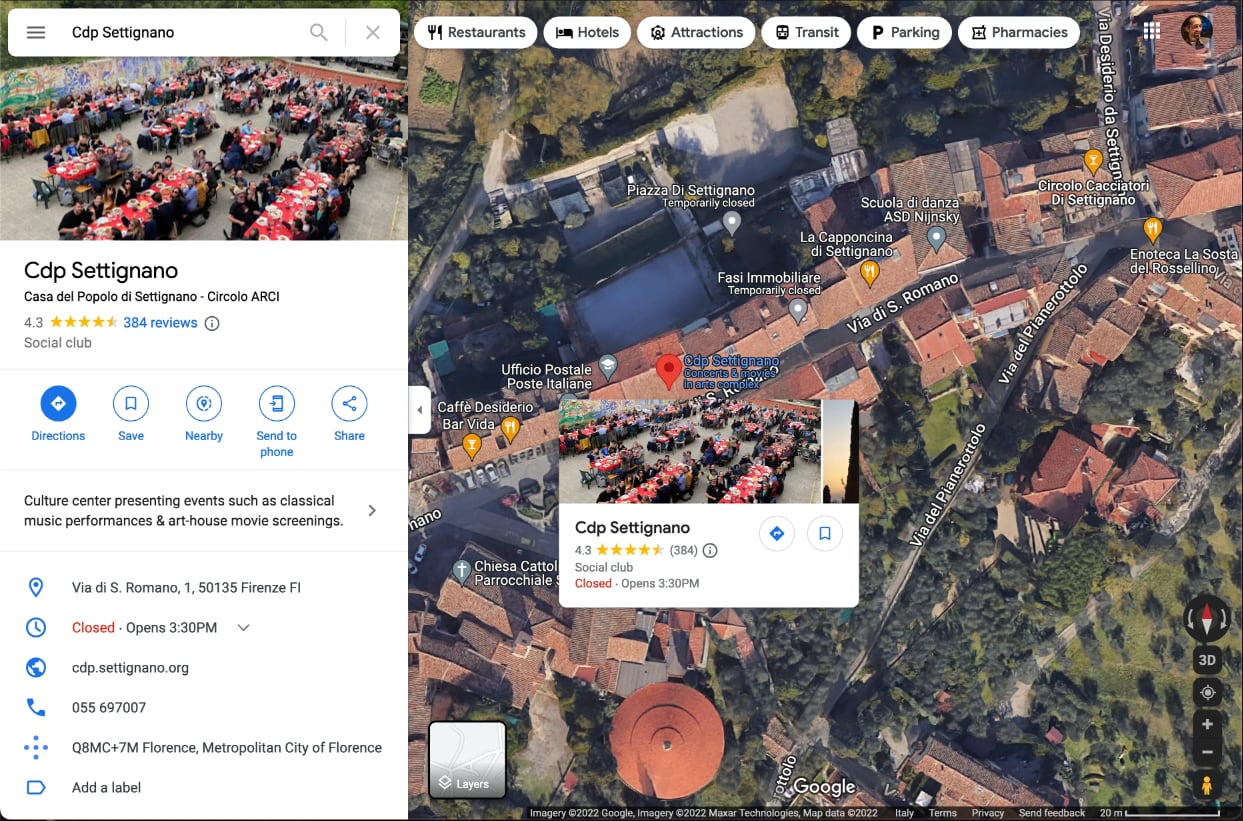 Cdp Settignano
Restaurants
Hotels
Attractions
Transit
Parking
Pharmacies
Cdp Settignano
Casa del Popolo di Settignano - Circolo ARCI
4.3 384 reviews
Social club
Directions
Save
Nearby
Send to
phone
Share
Culture center presenting events such as classical
music performances & art-house movie screenings.
Via di S. Romano, 1, 50135 Firenze FI
Closed · Opens 3:30PM
cdp.settignano.org
055 697007
Q8MC+7M Florence, Metropolitan City of Florence
Add a label
Via Desiderio da Settignano
Circolo Cacciatori
Di Settignano
Piazza Di Settignano
Temporarily closed
Scuola di danza
ASD Nijnsky
La Capponcina
di Settignano
Enoteca La Sosta
del Rossellino
Via
Fasi Immobiliare
Temporarily closed
Via di S. Romano
Via del Pianerottolo
Cdp Settignano
Concerts & movies
in arts complex
Ufficio Postale
Poste Italiane
Caffè Desiderio
Bar Vida
Via del Pianerottolo
mano
Chiesa Cattol
Parrocchiale S
Cdp Settignano
4.3 (384)
Social club
Closed · Opens 3:30PM
3D
Layers
ottolo
Google
Imagery ©2022 Google, Imagery ©2022 Maxar Technologies, Map data ©2022 Italy Terms Privacy Send feedback 20 m